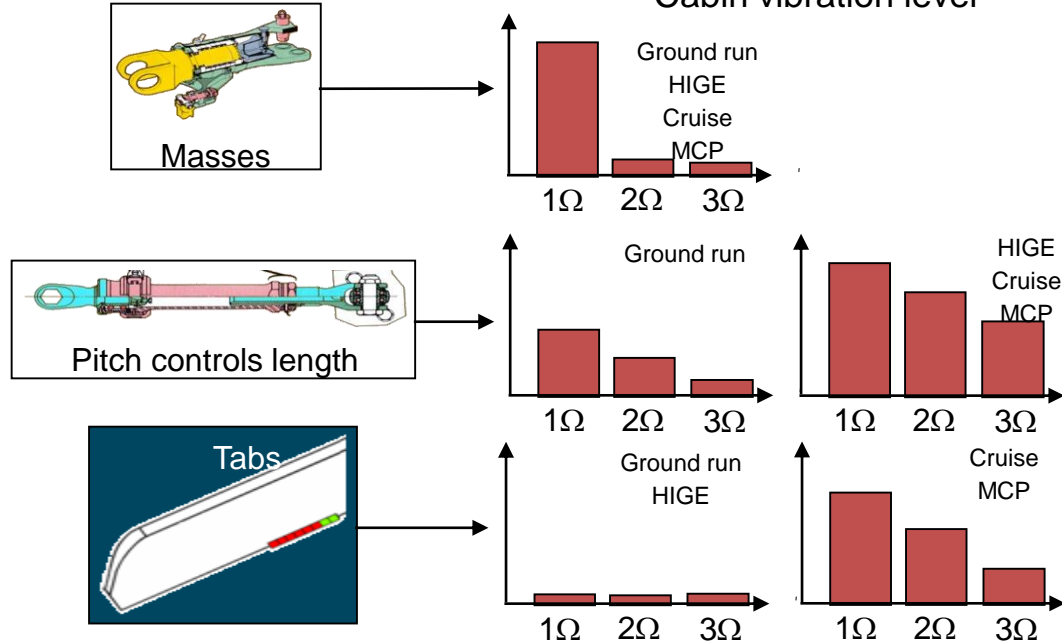 Cabin vibration level
Masses
Ground run
HIGE
Cruise
MCP
1Ω 2Ω 3Ω
Pitch controls length
Ground run
1Ω 2Ω 3Ω
HIGE
Cruise
MCP
1Ω 2Ω 3Ω
Tabs
Ground run
HIGE
1Ω 2Ω 3Ω
Cruise
MCP
1Ω 2Ω 3Ω